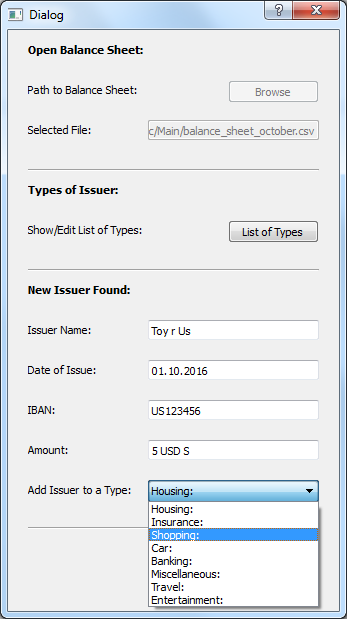 Dialog
Open Balance Sheet:
Path to Balance Sheet: Browse
Selected File: c/Main/balance_sheet_october.csv
Types of Issuer:
Show/Edit List of Types: List of Types
New Issuer Found:
Issuer Name: Toy r Us
Date of Issue: 01.10.2016
IBAN: US123456
Amount: 5 USD S
Add Issuer to a Type: Housing:
Housing:
Insurance:
Shopping:
Car:
Banking:
Miscellaneous:
Travel:
Entertainment: